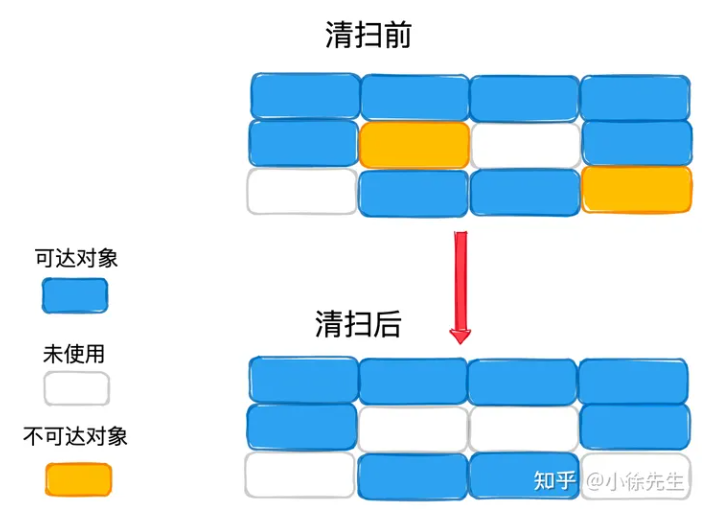 清扫前
可达对象
清扫后
未使用
不可达对象
知乎 @小徐先生